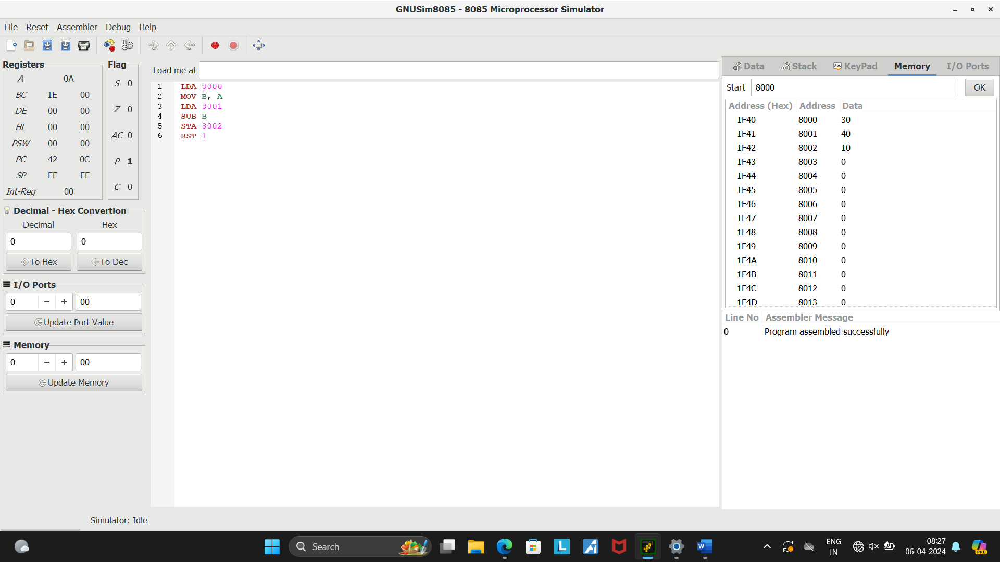 GNUSim8085 - 8085 Microprocessor Simulator
File Reset Assembler Debug Help
Registers
A 0A
BC 1E 00
DE 00 00
HL 00 00
PSW 00 00
PC 42 0C
SP FF FF
Int-Reg 00
Flag
S 0
Z 0
AC 0
P 1
C 0
Decimal - Hex Convertion
Decimal Hex
0 0
To Hex To Dec
I/O Ports
0 − + 00
Update Port Value
Memory
0 − + 00
Update Memory
Load me at
1 LDA 8000
2 MOV B, A
3 LDA 8001
4 SUB B
5 STA 8002
6 RST 1
Data Stack Abc KeyPad Memory I/O Ports
Start 8000 OK
Address (Hex) Address Data
1F40 8000 30
1F41 8001 40
1F42 8002 10
1F43 8003 0
1F44 8004 0
1F45 8005 0
1F46 8006 0
1F47 8007 0
1F48 8008 0
1F49 8009 0
1F4A 8010 0
1F4B 8011 0
1F4C 8012 0
1F4D 8013 0
Line No Assembler Message
0 Program assembled successfully
Simulator: Idle
Search
L
W
ENG
IN
08:27
06-04-2024
PRE